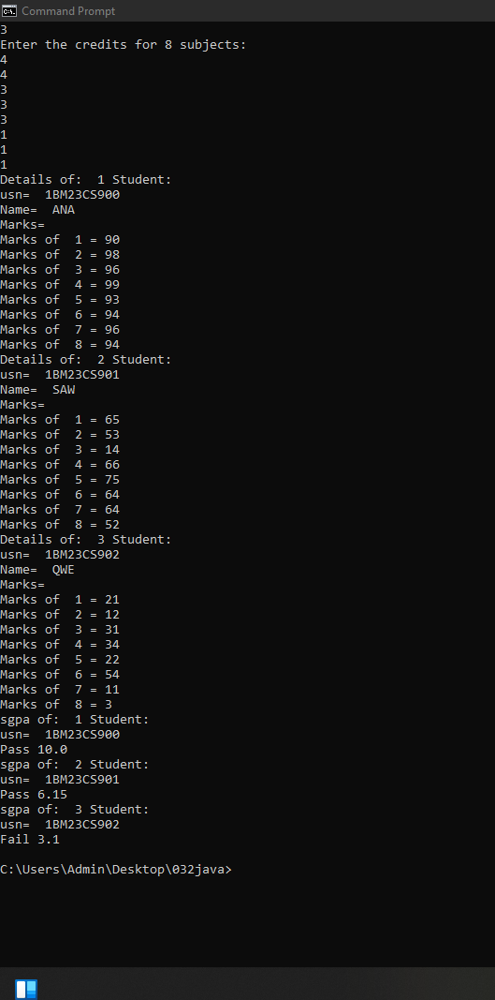 Command Prompt
3
Enter the credits for 8 subjects:
4
4
3
3
3
1
1
1
Details of:  1 Student:
usn=  1BM23CS900
Name=  ANA
Marks=
Marks of  1 = 90
Marks of  2 = 98
Marks of  3 = 96
Marks of  4 = 99
Marks of  5 = 93
Marks of  6 = 94
Marks of  7 = 96
Marks of  8 = 94
Details of:  2 Student:
usn=  1BM23CS901
Name=  SAW
Marks=
Marks of  1 = 65
Marks of  2 = 53
Marks of  3 = 14
Marks of  4 = 66
Marks of  5 = 75
Marks of  6 = 64
Marks of  7 = 64
Marks of  8 = 52
Details of:  3 Student:
usn=  1BM23CS902
Name=  QWE
Marks=
Marks of  1 = 21
Marks of  2 = 12
Marks of  3 = 31
Marks of  4 = 34
Marks of  5 = 22
Marks of  6 = 54
Marks of  7 = 11
Marks of  8 = 3
sgpa of:  1 Student:
usn=  1BM23CS900
Pass 10.0
sgpa of:  2 Student:
usn=  1BM23CS901
Pass 6.15
sgpa of:  3 Student:
usn=  1BM23CS902
Fail 3.1
C:\Users\Admin\Desktop\032java>